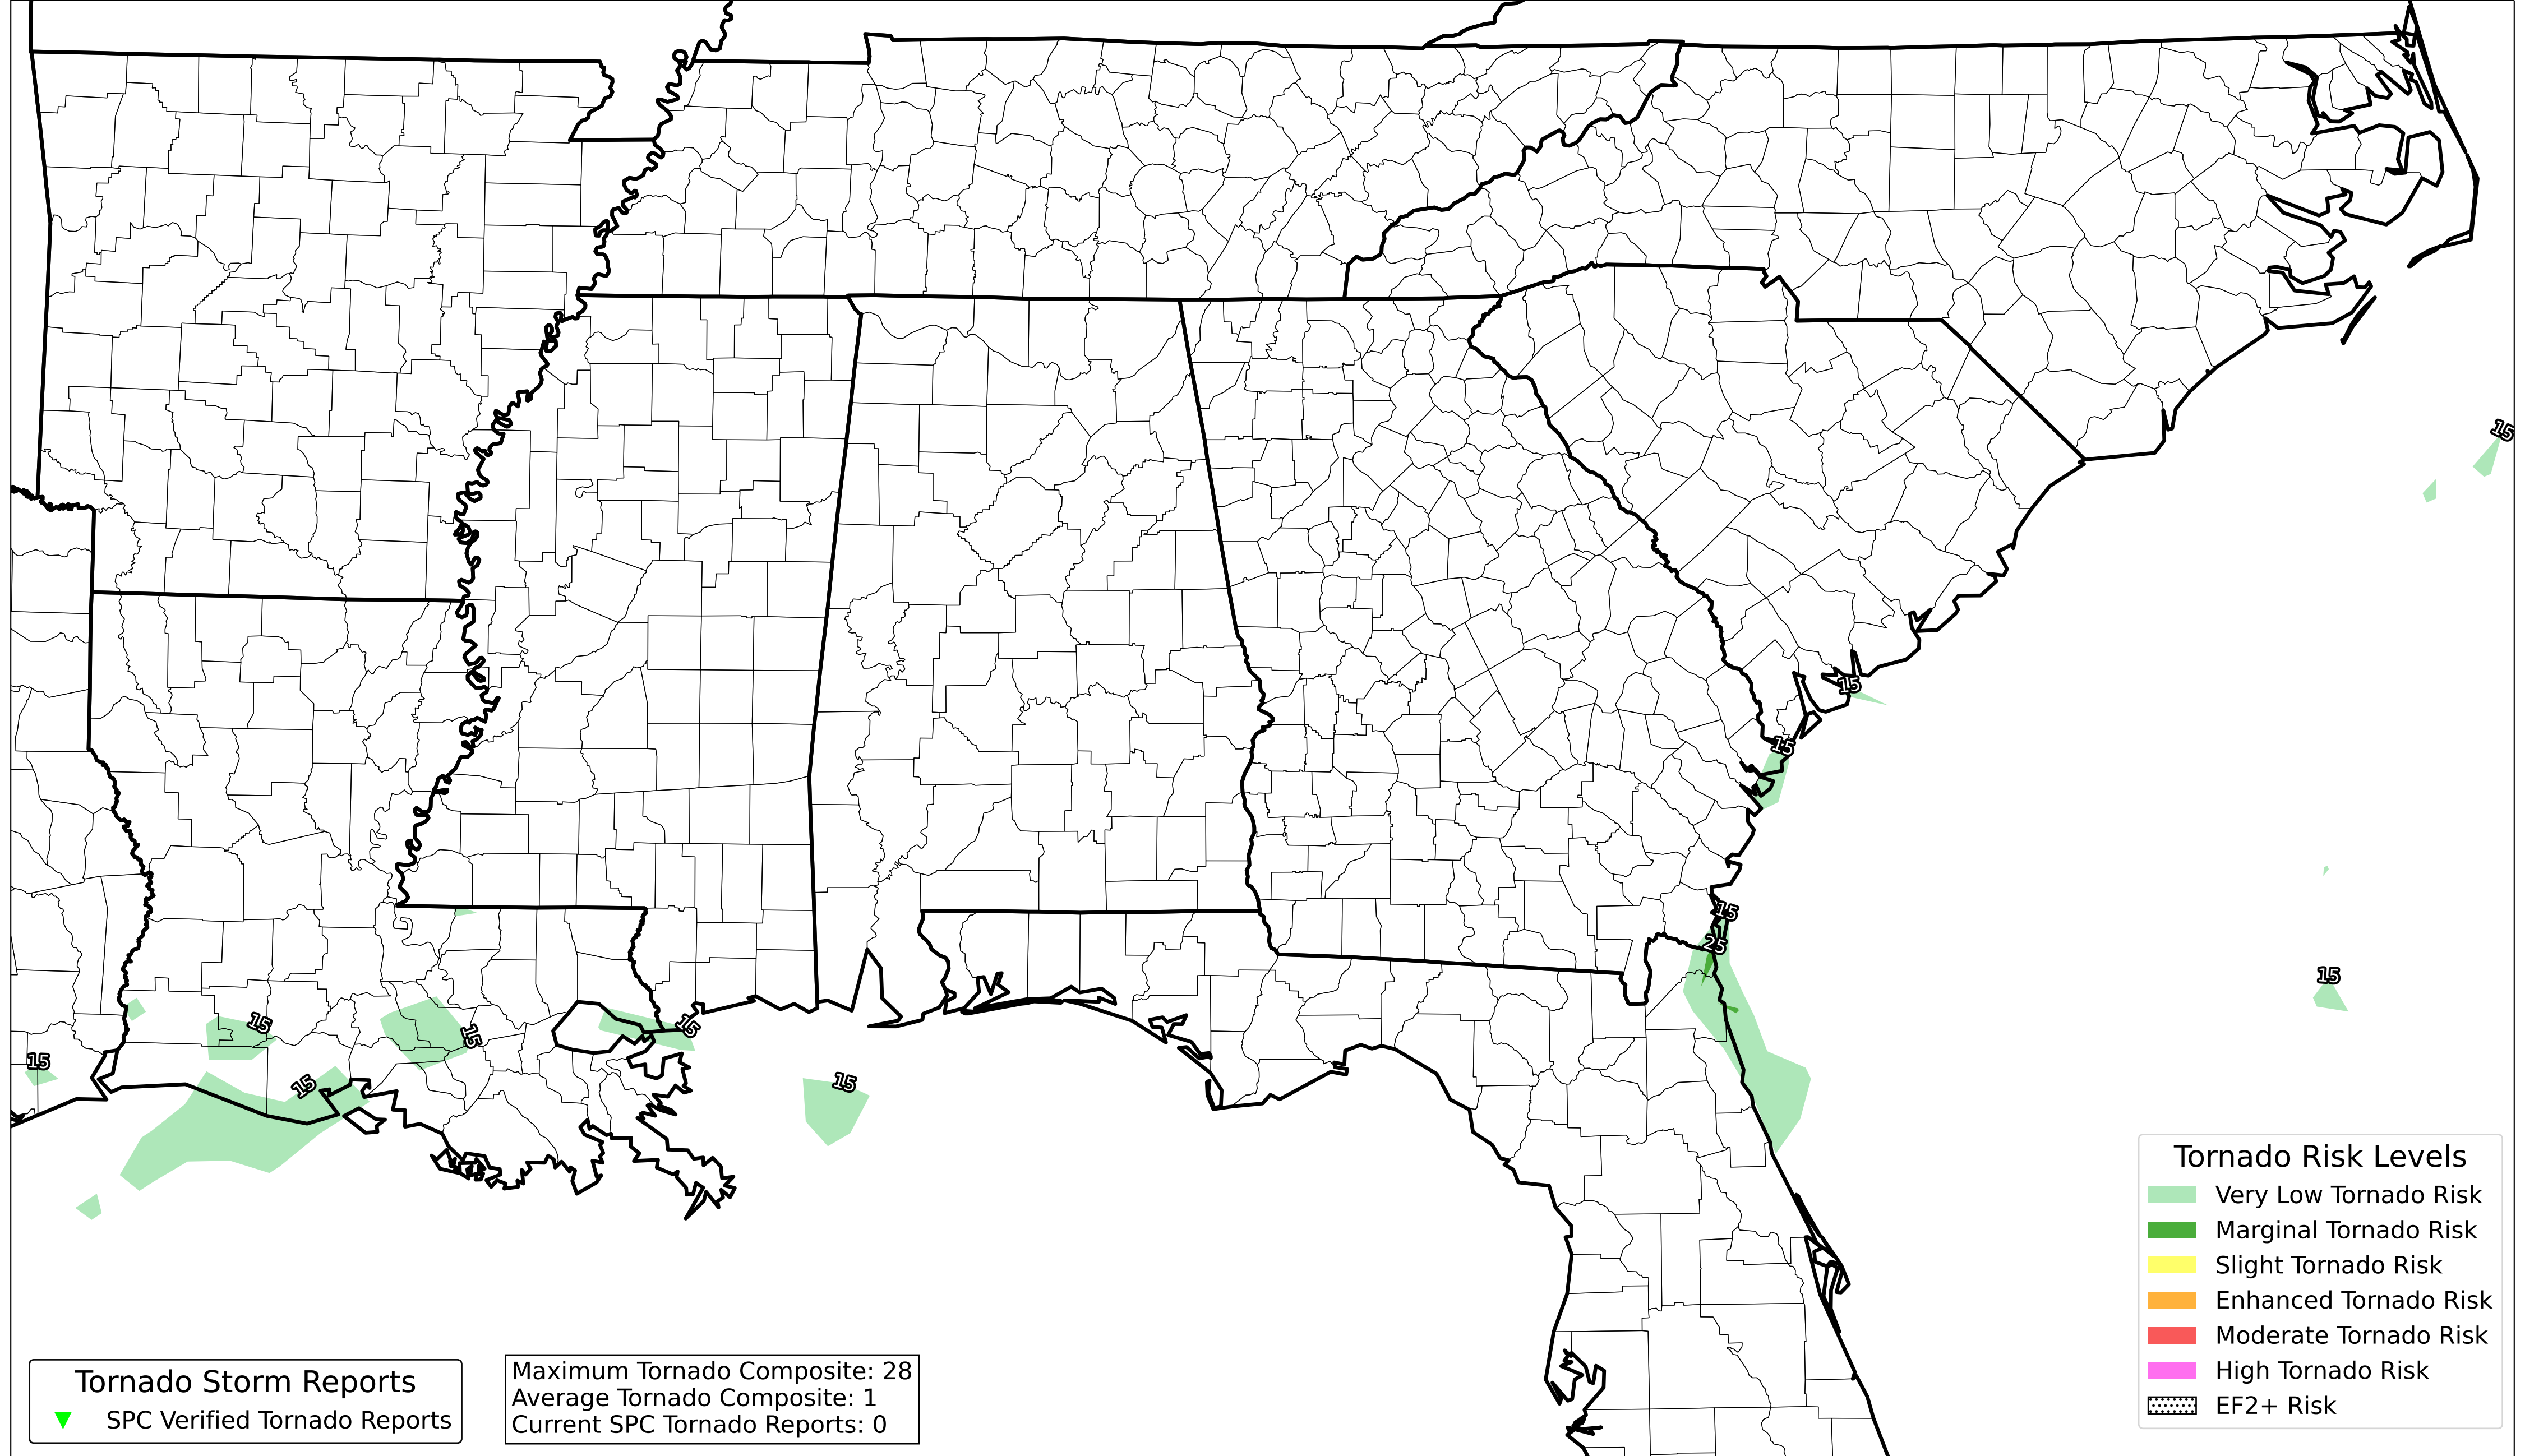 15
15
15
15
25
15
15
15
15
15
15
15
15
Tornado Risk Levels
Very Low Tornado Risk
Marginal Tornado Risk
Slight Tornado Risk
Enhanced Tornado Risk
Moderate Tornado Risk
High Tornado Risk
EF2+ Risk
Tornado Storm Reports
SPC Verified Tornado Reports
Maximum Tornado Composite: 28
Average Tornado Composite: 1
Current SPC Tornado Reports: 0